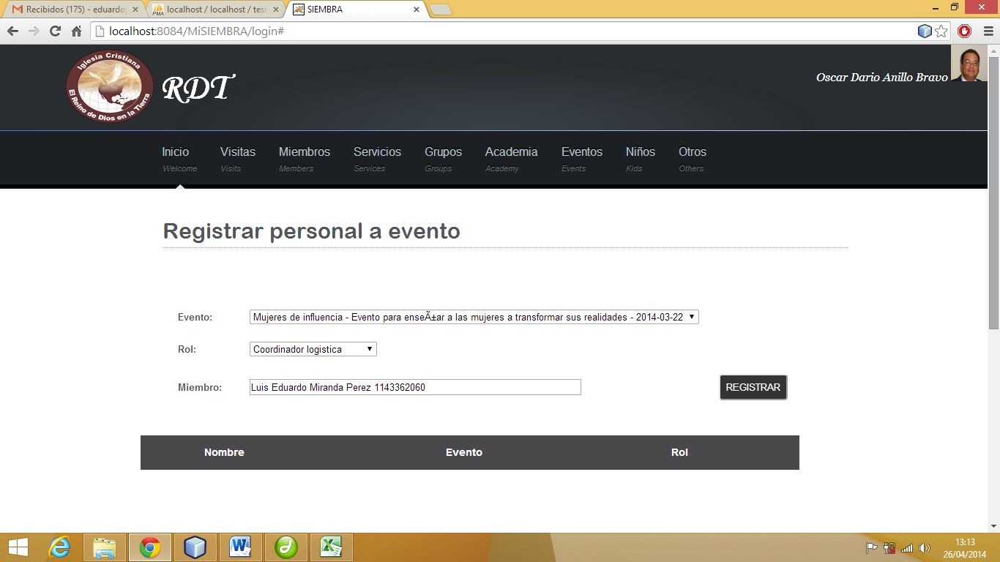 Recibidos (175) - eduardo
localhost / localhost / tesi
SIEMBRA
localhost:8084/MiSIEMBRA/login#
Iglesia Cristiana
El Reino de Dios en la Tierra
RDT
Oscar Dario Anillo Bravo
Inicio Visitas Miembros Servicios Grupos Academia Eventos Niños Otros
Welcome Visits Members Services Groups Academy Events Kids Others
Registrar personal a evento
Evento: Mujeres de influencia - Evento para enseÃ±ar a las mujeres a transformar sus realidades - 2014-03-22
Rol: Coordinador logistica
Miembro: Luis Eduardo Miranda Perez 1143362060 REGISTRAR
Nombre Evento Rol
13:13
26/04/2014